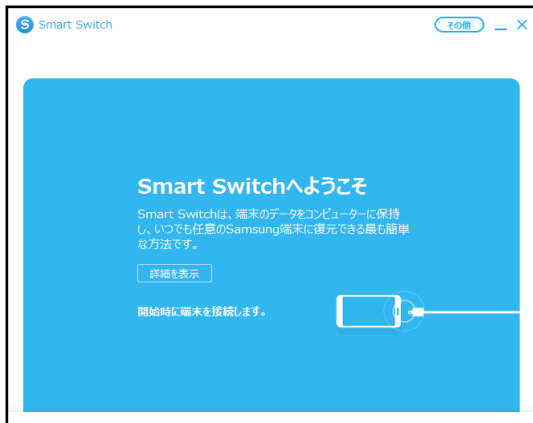 Smart Switch
その他
Smart Switchへようこそ
Smart Switchは、端末のデータをコンピューターに保持
し、いつでも任意のSamsung端末に復元できる最も簡単
な方法です。
詳細を表示
開始時に端末を接続します。